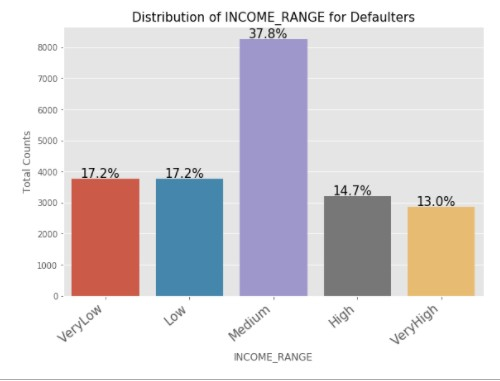 Distribution of INCOME_RANGE for Defaulters
37.8%
8000
7000
6000
5000
4000
3000
2000
1000
0
Total Counts
17.2%
17.2%
14.7%
13.0%
VeryLow
Low
Medium
High
VeryHigh
INCOME_RANGE